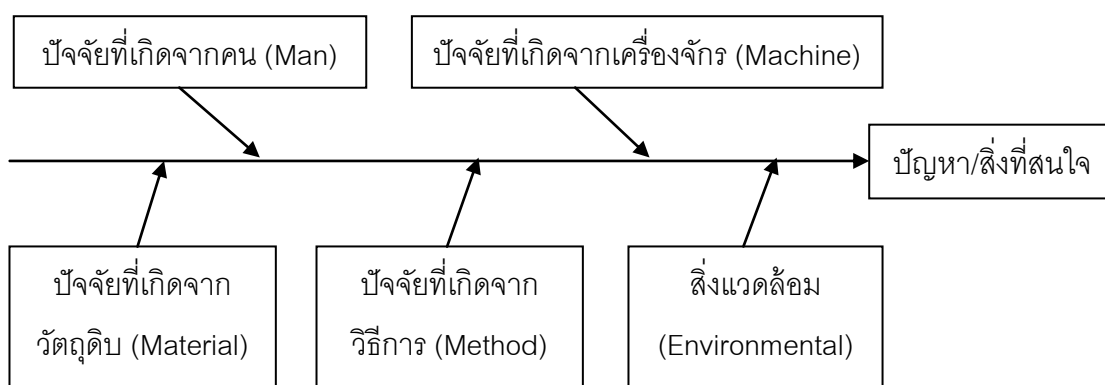 ปัจจัยที่เกิดจากคน (Man)
ปัจจัยที่เกิดจากเครื่องจักร (Machine)
ปัญหา/สิ่งที่สนใจ
ปัจจัยที่เกิดจาก
วัตถุดิบ (Material)
ปัจจัยที่เกิดจาก
วิธีการ (Method)
สิ่งแวดล้อม
(Environmental)